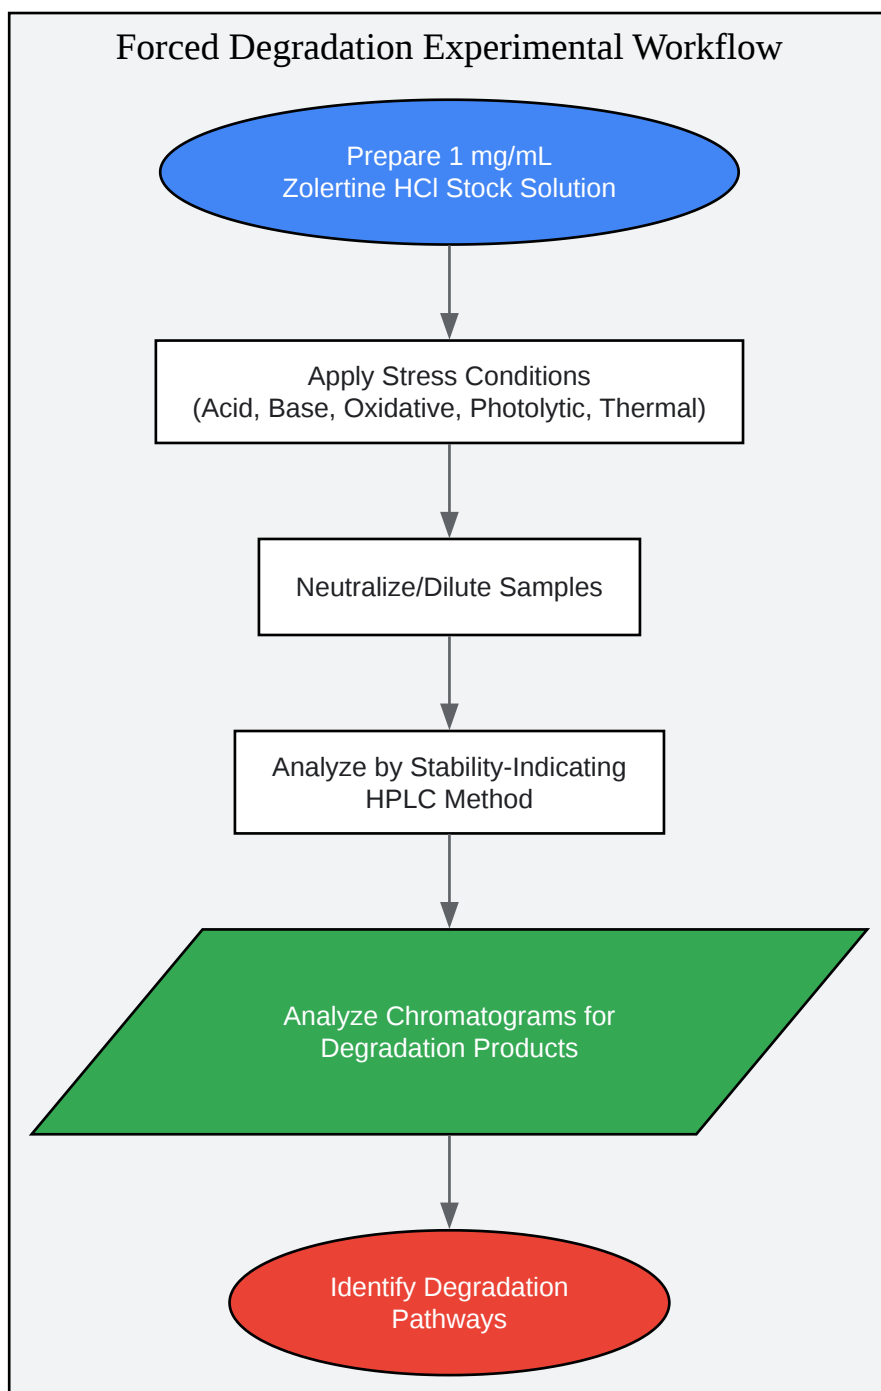 Forced Degradation Experimental Workflow
Prepare 1 mg/mL
Zolertine HCl Stock Solution
Apply Stress Conditions
(Acid, Base, Oxidative, Photolytic, Thermal)
Neutralize/Dilute Samples
Analyze by Stability-Indicating
HPLC Method
Analyze Chromatograms for
Degradation Products
Identify Degradation
Pathways